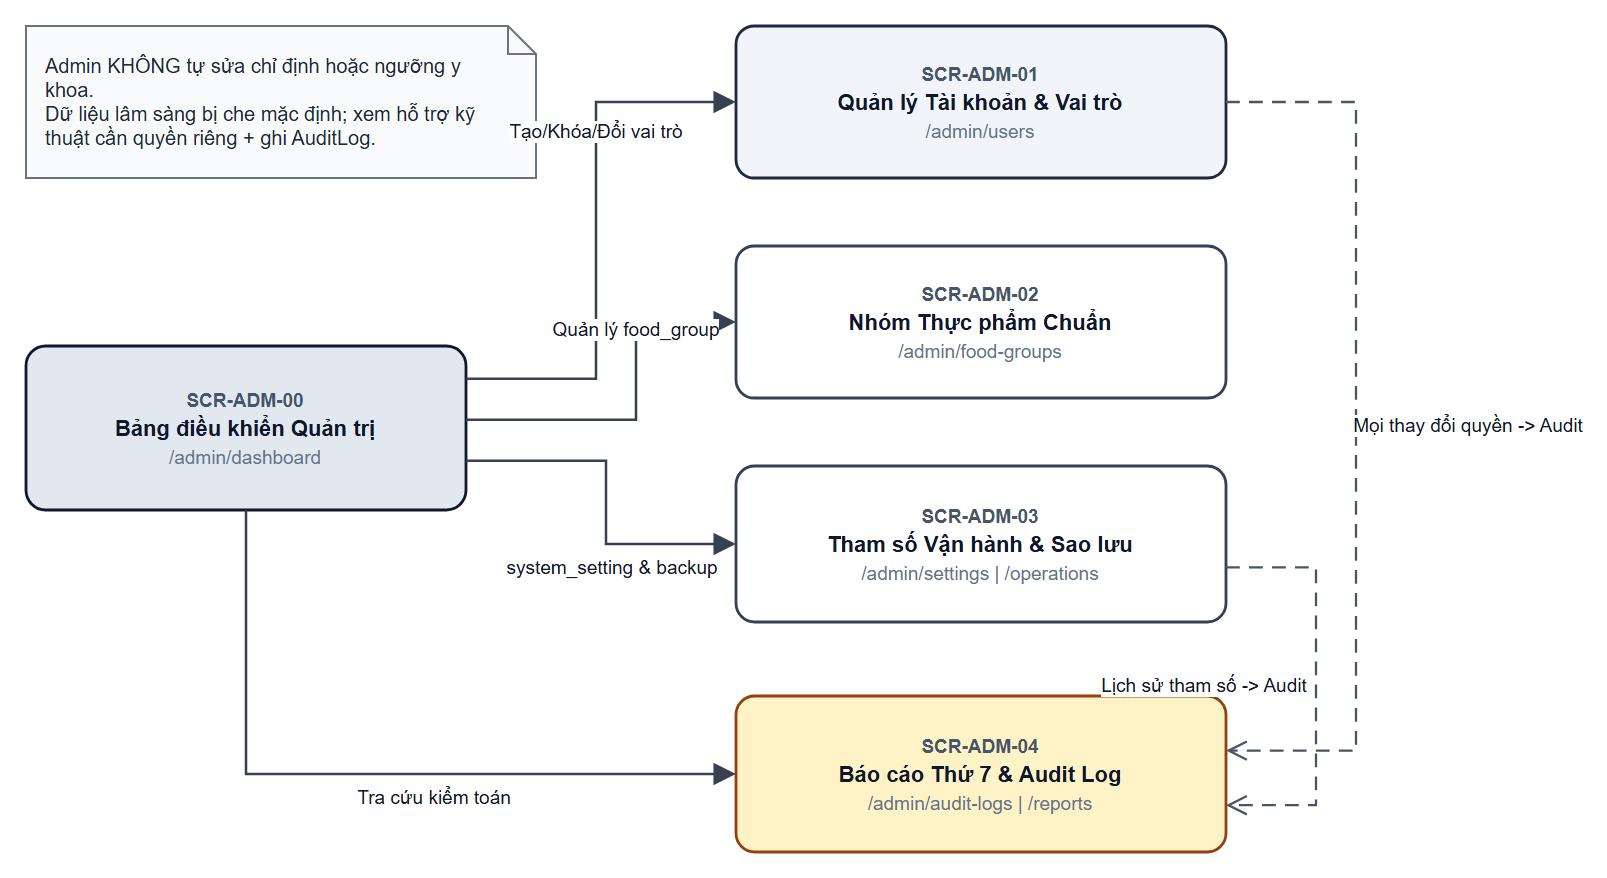 Admin KHÔNG tự sửa chỉ định hoặc ngưỡng y
khoa.
Dữ liệu lâm sàng bị che mặc định; xem hỗ trợ kỹ
thuật cần quyền riêng + ghi AuditLog.
SCR-ADM-01
Quản lý Tài khoản & Vai trò
/admin/users
Tạo/Khóa/Đổi vai trò
SCR-ADM-02
Nhóm Thực phẩm Chuẩn
/admin/food-groups
Quản lý food_group
SCR-ADM-00
Bảng điều khiển Quản trị
/admin/dashboard
Mọi thay đổi quyền -> Audit
SCR-ADM-03
Tham số Vận hành & Sao lưu
/admin/settings | /operations
system_setting & backup
Lịch sử tham số -> Audit
SCR-ADM-04
Báo cáo Thứ 7 & Audit Log
/admin/audit-logs | /reports
Tra cứu kiểm toán